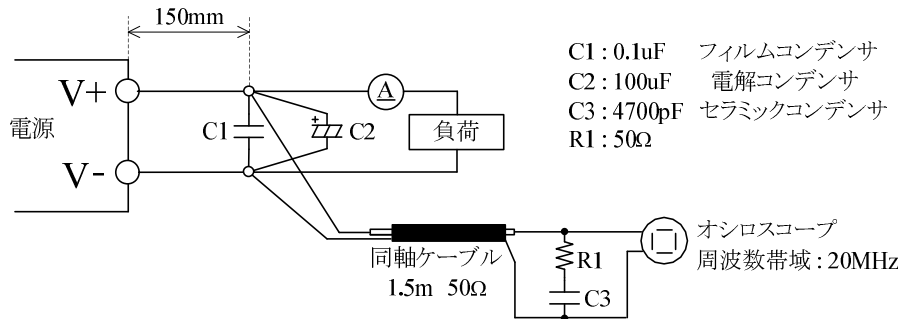 150mm
V+
電源
V-
C1
+
C2
A
負荷
C1 : 0.1uF フィルムコンデンサ
C2 : 100uF 電解コンデンサ
C3 : 4700pF セラミックコンデンサ
R1 : 50Ω
同軸ケーブル
1.5m 50Ω
R1
C3
オシロスコープ
周波数帯域 : 20MHz